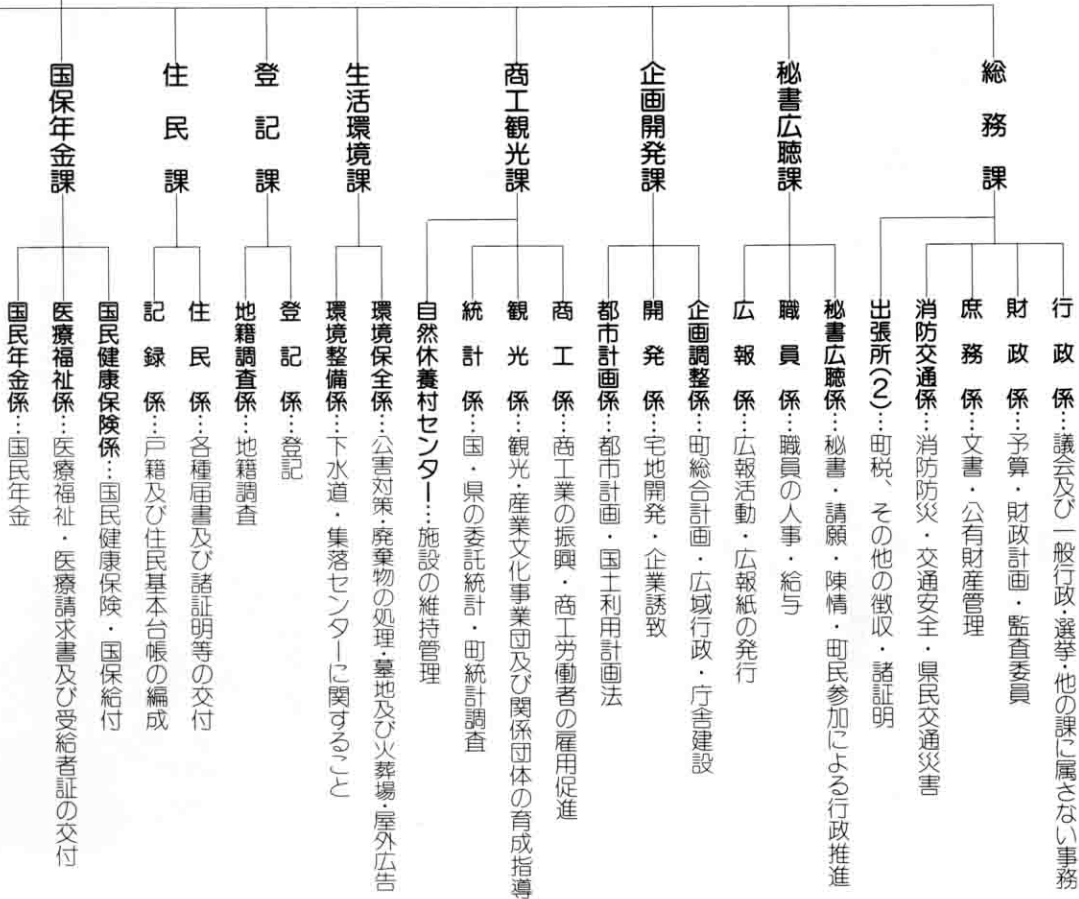 総務課
行政係…議会及び一般行政・選挙・他の課に属さない事務
財政係…予算・財政計画・監査委員
庶務係…文書・公有財産管理
消防交通係…消防防災・交通安全・県民交通災害
出張所(2)…町税、その他の徴収・諸証明
秘書広聴課
秘書広聴係…秘書・請願・陳情・町民参加による行政推進
職員係…職員の人事・給与
広報係…広報活動・広報紙の発行
企画開発課
企画調整係…町総合計画・広域行政・庁舎建設
開発係…宅地開発・企業誘致
都市計画係…都市計画・国土利用計画法
商工観光課
商工係…商工業の振興・商工労働者の雇用促進
観光係…観光・産業文化事業団及び関係団体の育成指導
統計係…国・県の委託統計・町統計調査
自然休養村センター…施設の維持管理
生活環境課
環境保全係…公害対策・廃棄物の処理・墓地及び火葬場・屋外広告
環境整備係…下水道・集落センターに関すること
登記課
登記係…登記
地籍調査係…地籍調査
住民課
住民係…各種届書及び諸証明等の交付
記録係…戸籍及び住民基本台帳の編成
国保年金課
国民健康保険係…国民健康保険・国保給付
医療福祉係…医療福祉・医療請求書及び受給者証の交付
国民年金係…国民年金